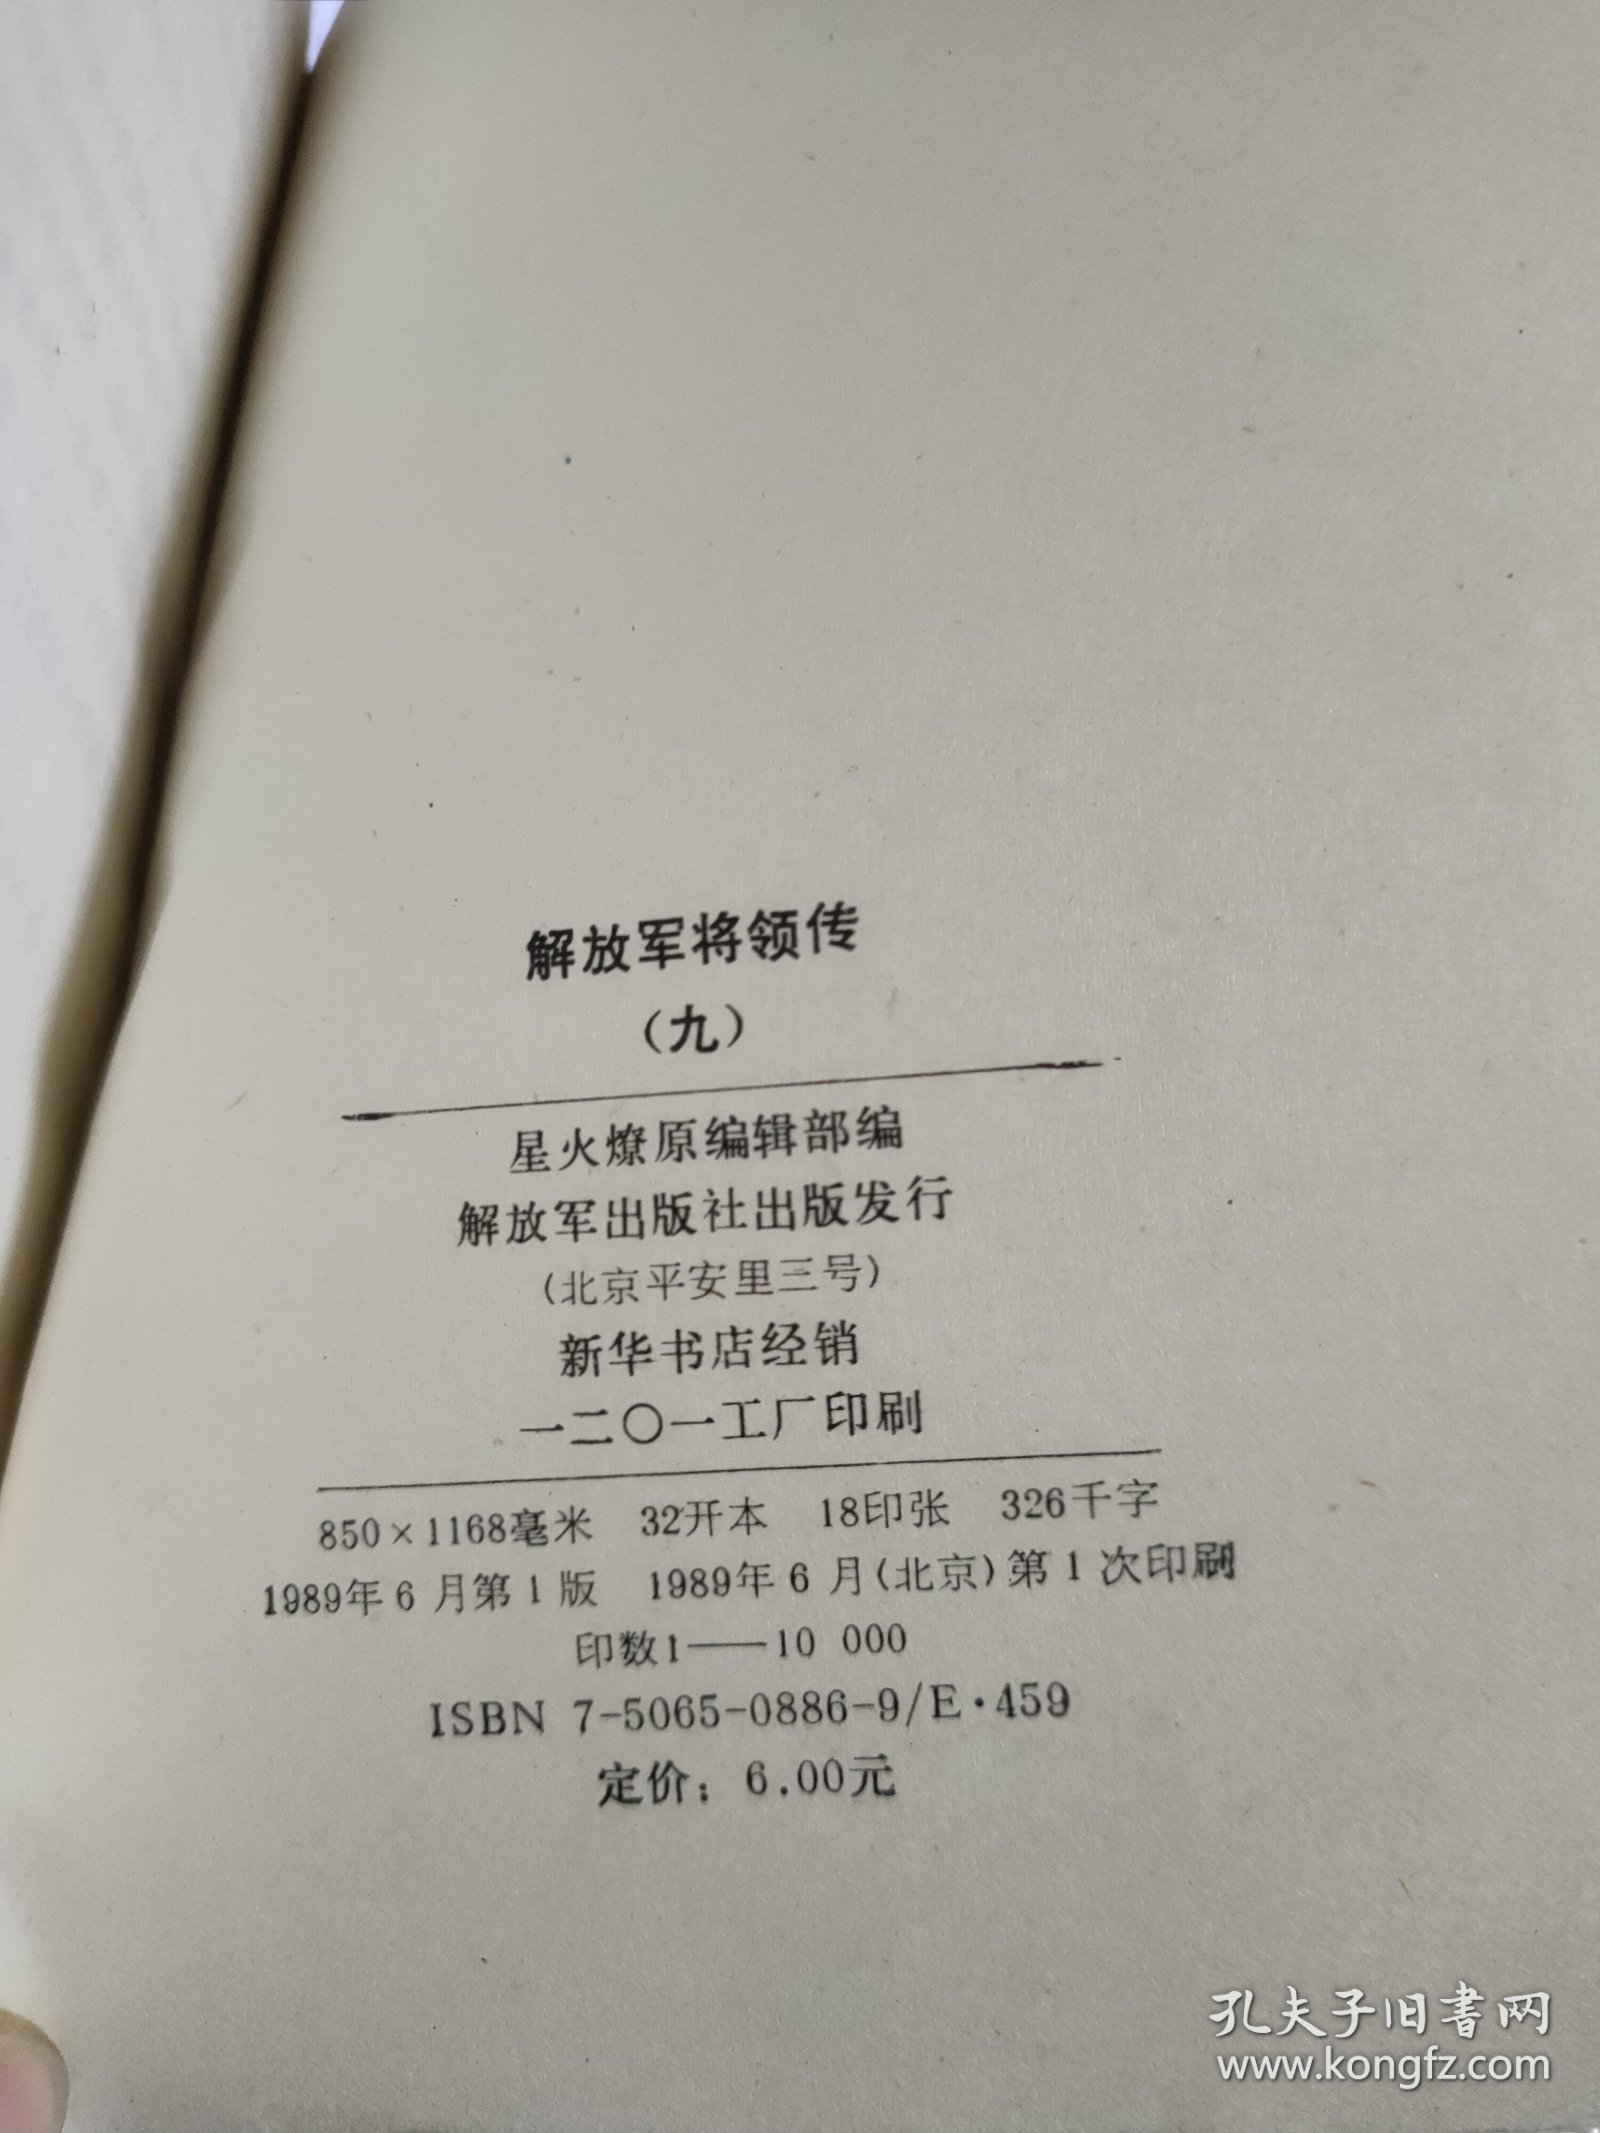 解放军将领传
（九）
星火燎原编辑部编
解放军出版社出版发行
（北京平安里三号）
新华书店经销
一二〇一工厂印刷
850×1168毫米 32开本 18印张 326千字
1989年6月第1版 1989年6月(北京)第1次印刷
印数1——10 000
ISBN 7-5065-0886-9/E·459
定价：6.00元
孔夫子旧书网
www.kongfz.com